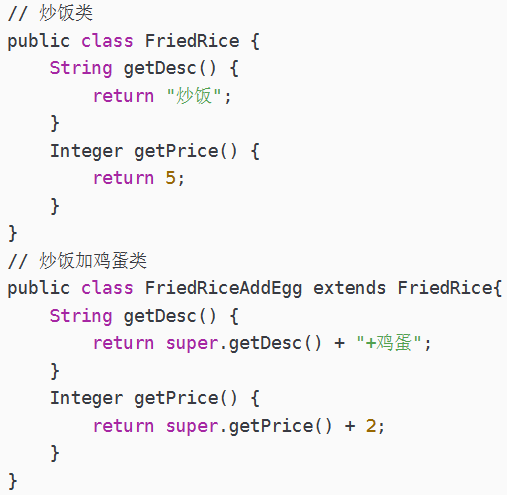 // 炒饭类
public class FriedRice {
    String getDesc() {
        return "炒饭";
    }
    Integer getPrice() {
        return 5;
    }
}
// 炒饭加鸡蛋类
public class FriedRiceAddEgg extends FriedRice{
    String getDesc() {
        return super.getDesc() + "+鸡蛋";
    }
    Integer getPrice() {
        return super.getPrice() + 2;
    }
}